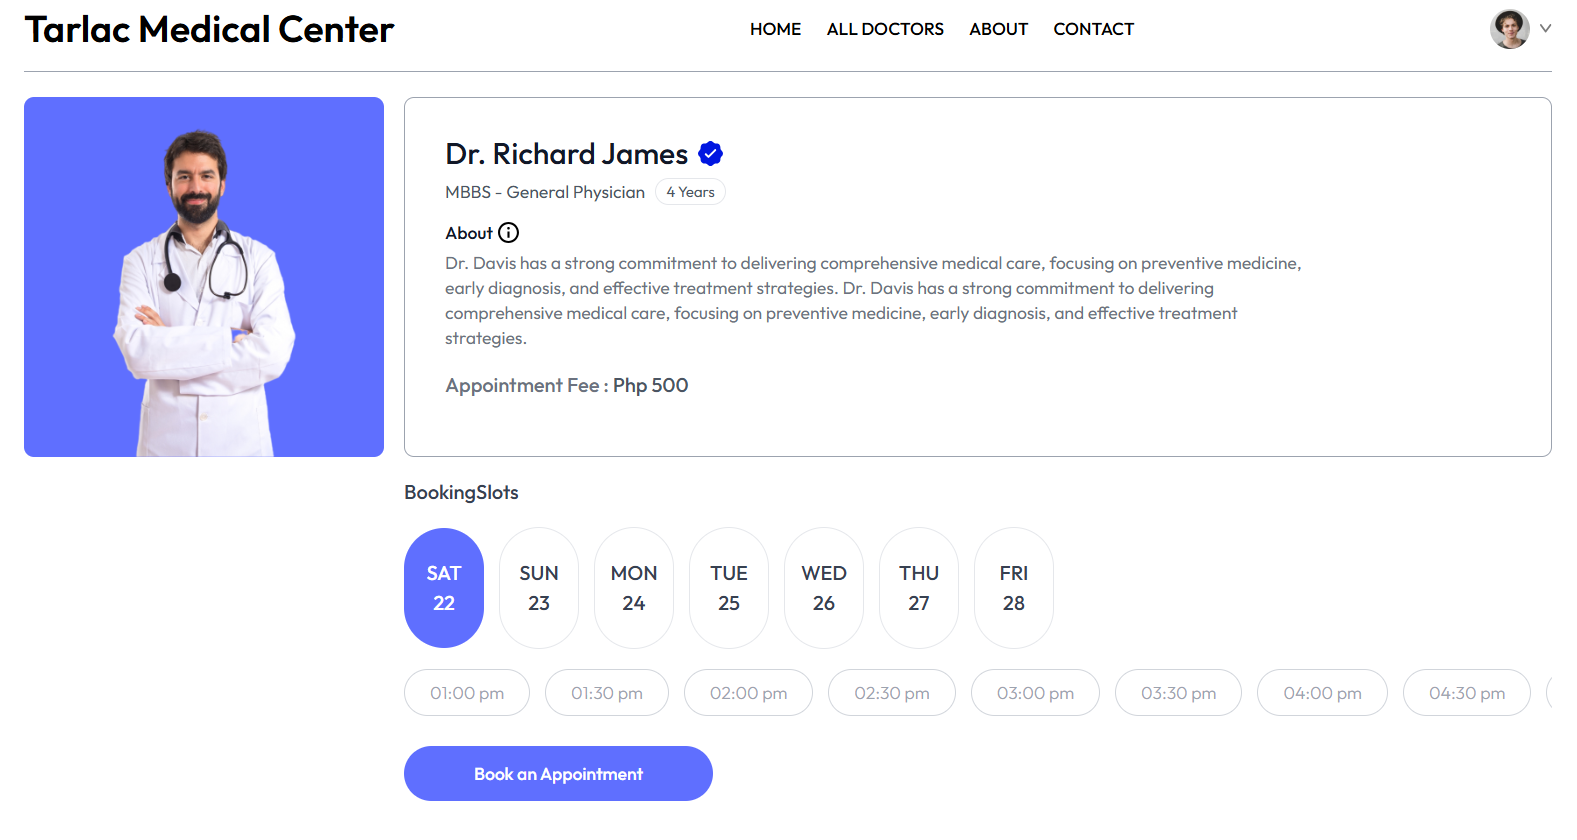 Tarlac Medical Center
HOME
ALL DOCTORS
ABOUT
CONTACT
Dr. Richard James
MBBS - General Physician
4 Years
About
Dr. Davis has a strong commitment to delivering comprehensive medical care, focusing on preventive medicine,
early diagnosis, and effective treatment strategies. Dr. Davis has a strong commitment to delivering
comprehensive medical care, focusing on preventive medicine, early diagnosis, and effective treatment
strategies.
Appointment Fee : Php 500
BookingSlots
SAT
22
SUN
23
MON
24
TUE
25
WED
26
THU
27
FRI
28
01:00 pm
01:30 pm
02:00 pm
02:30 pm
03:00 pm
03:30 pm
04:00 pm
04:30 pm
Book an Appointment